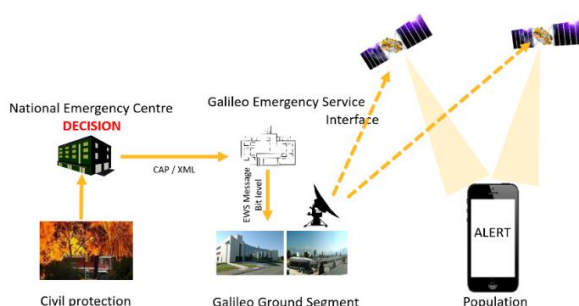 National Emergency Centre
DECISION
Galileo Emergency Service
Interface
CAP / XML
EWS Message
Bit level
ALERT
Civil protection
Galileo Ground Segment
Population